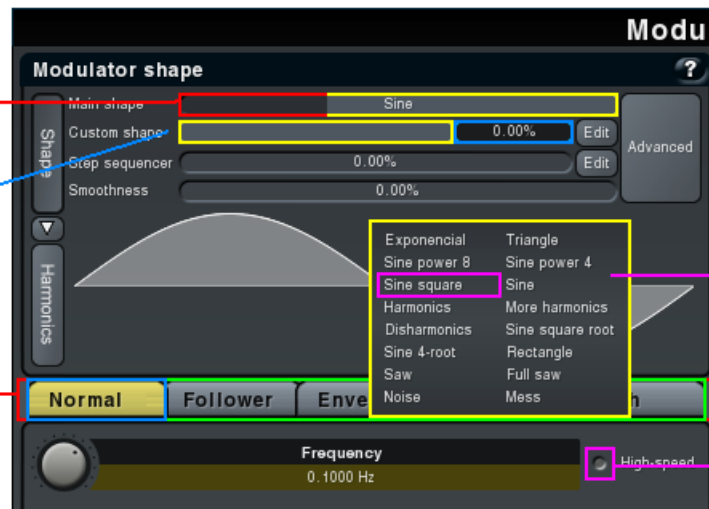 Modu
Modulator shape
?
Main shape Sine
Custom shape 0.00% Edit
Advanced
Step sequencer 0.00% Edit
Smoothness 0.00%
Shape
Harmonics
Exponencial Triangle
Sine power 8 Sine power 4
Sine square Sine
Harmonics More harmonics
Disharmonics Sine square root
Sine 4-root Rectangle
Saw Full saw
Noise Mess
Normal Follower Enve h
Frequency
0.1000 Hz
High-speed